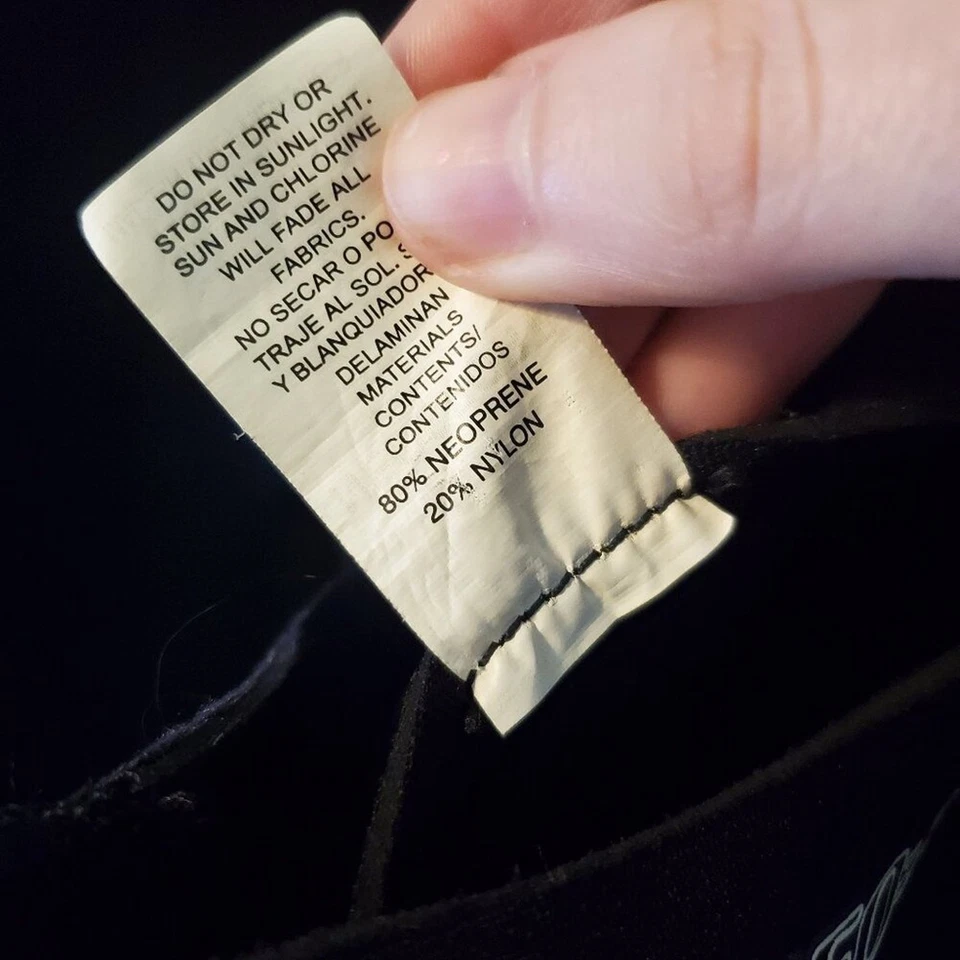 DO NOT DRY OR
STORE IN SUNLIGHT.
SUN AND CHLORINE
WILL FADE ALL
FABRICS.
NO SECAR O
TRAJE AL SOL.
Y BLANQUIADOR
DELAMINAN
MATERIALS
CONTENTS/
CONTENIDOS
80% NEOPRENE
20% NYLON